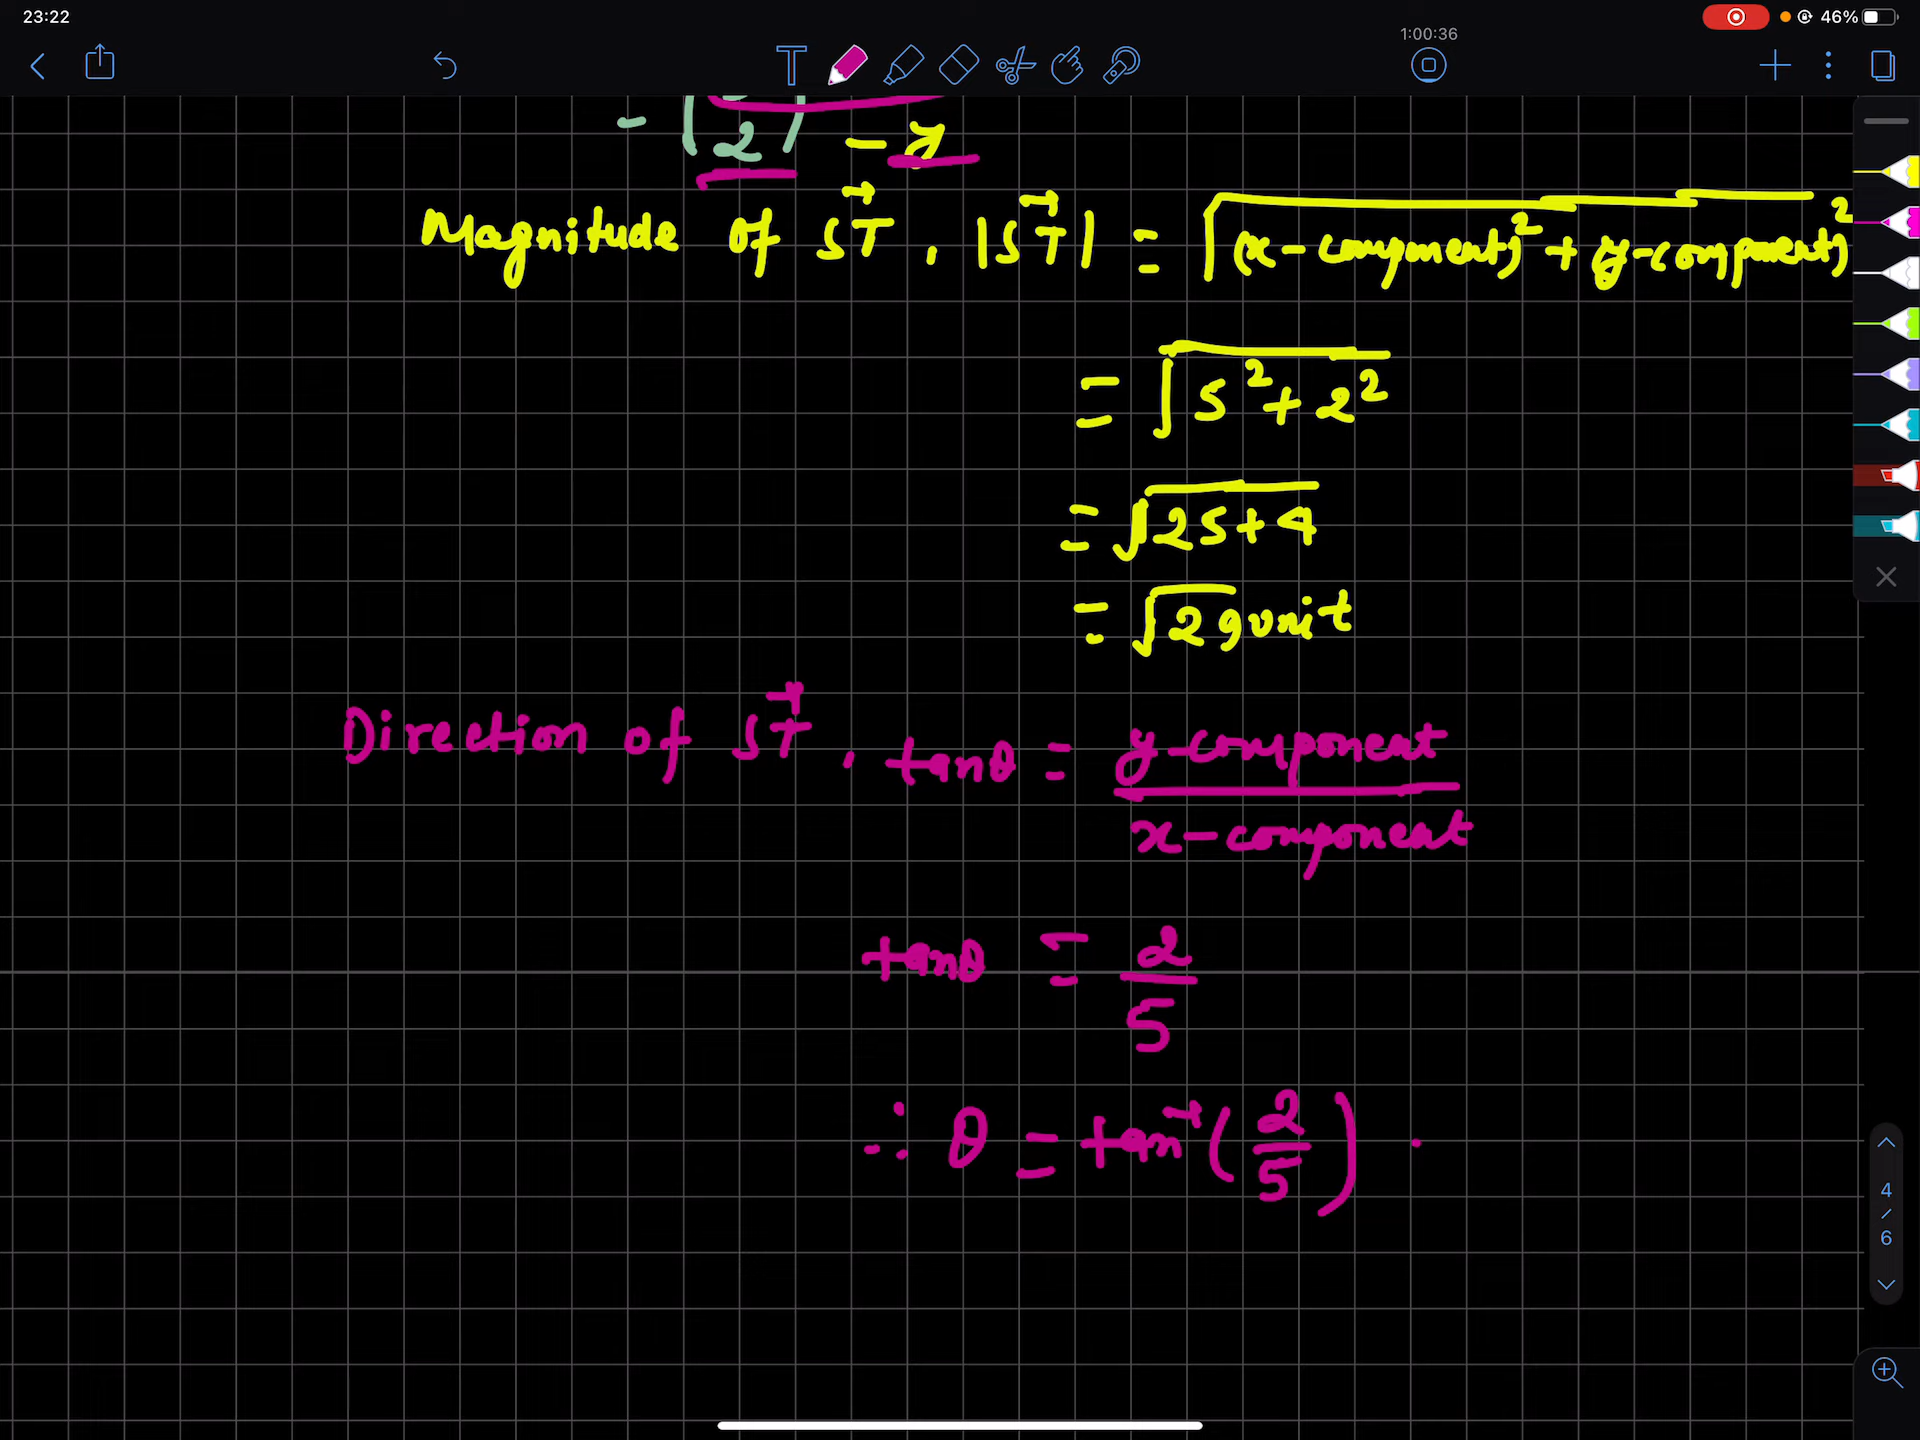 23:22
46%
1:00:36
- (2) - y
Magnitude of ST→, |ST→| = √(x-component)² + y-component)²
= √5² + 2²
= √25+4
= √29 unit
Direction of ST→, tanθ = y-component / x-component
tanθ = 2/5
∴ θ = tan⁻¹(2/5)
4
/
6